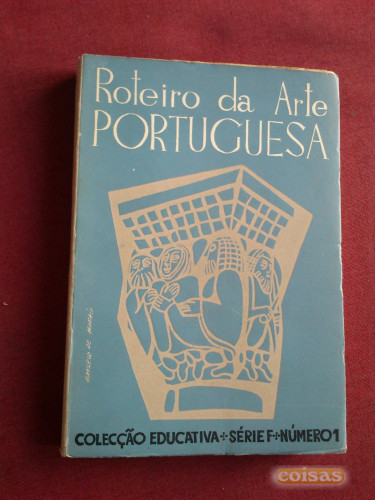 Roteiro da Arte
PORTUGUESA
COLECÇÃO EDUCATIVA + SÉRIE F + NÚMERO 1
coisas